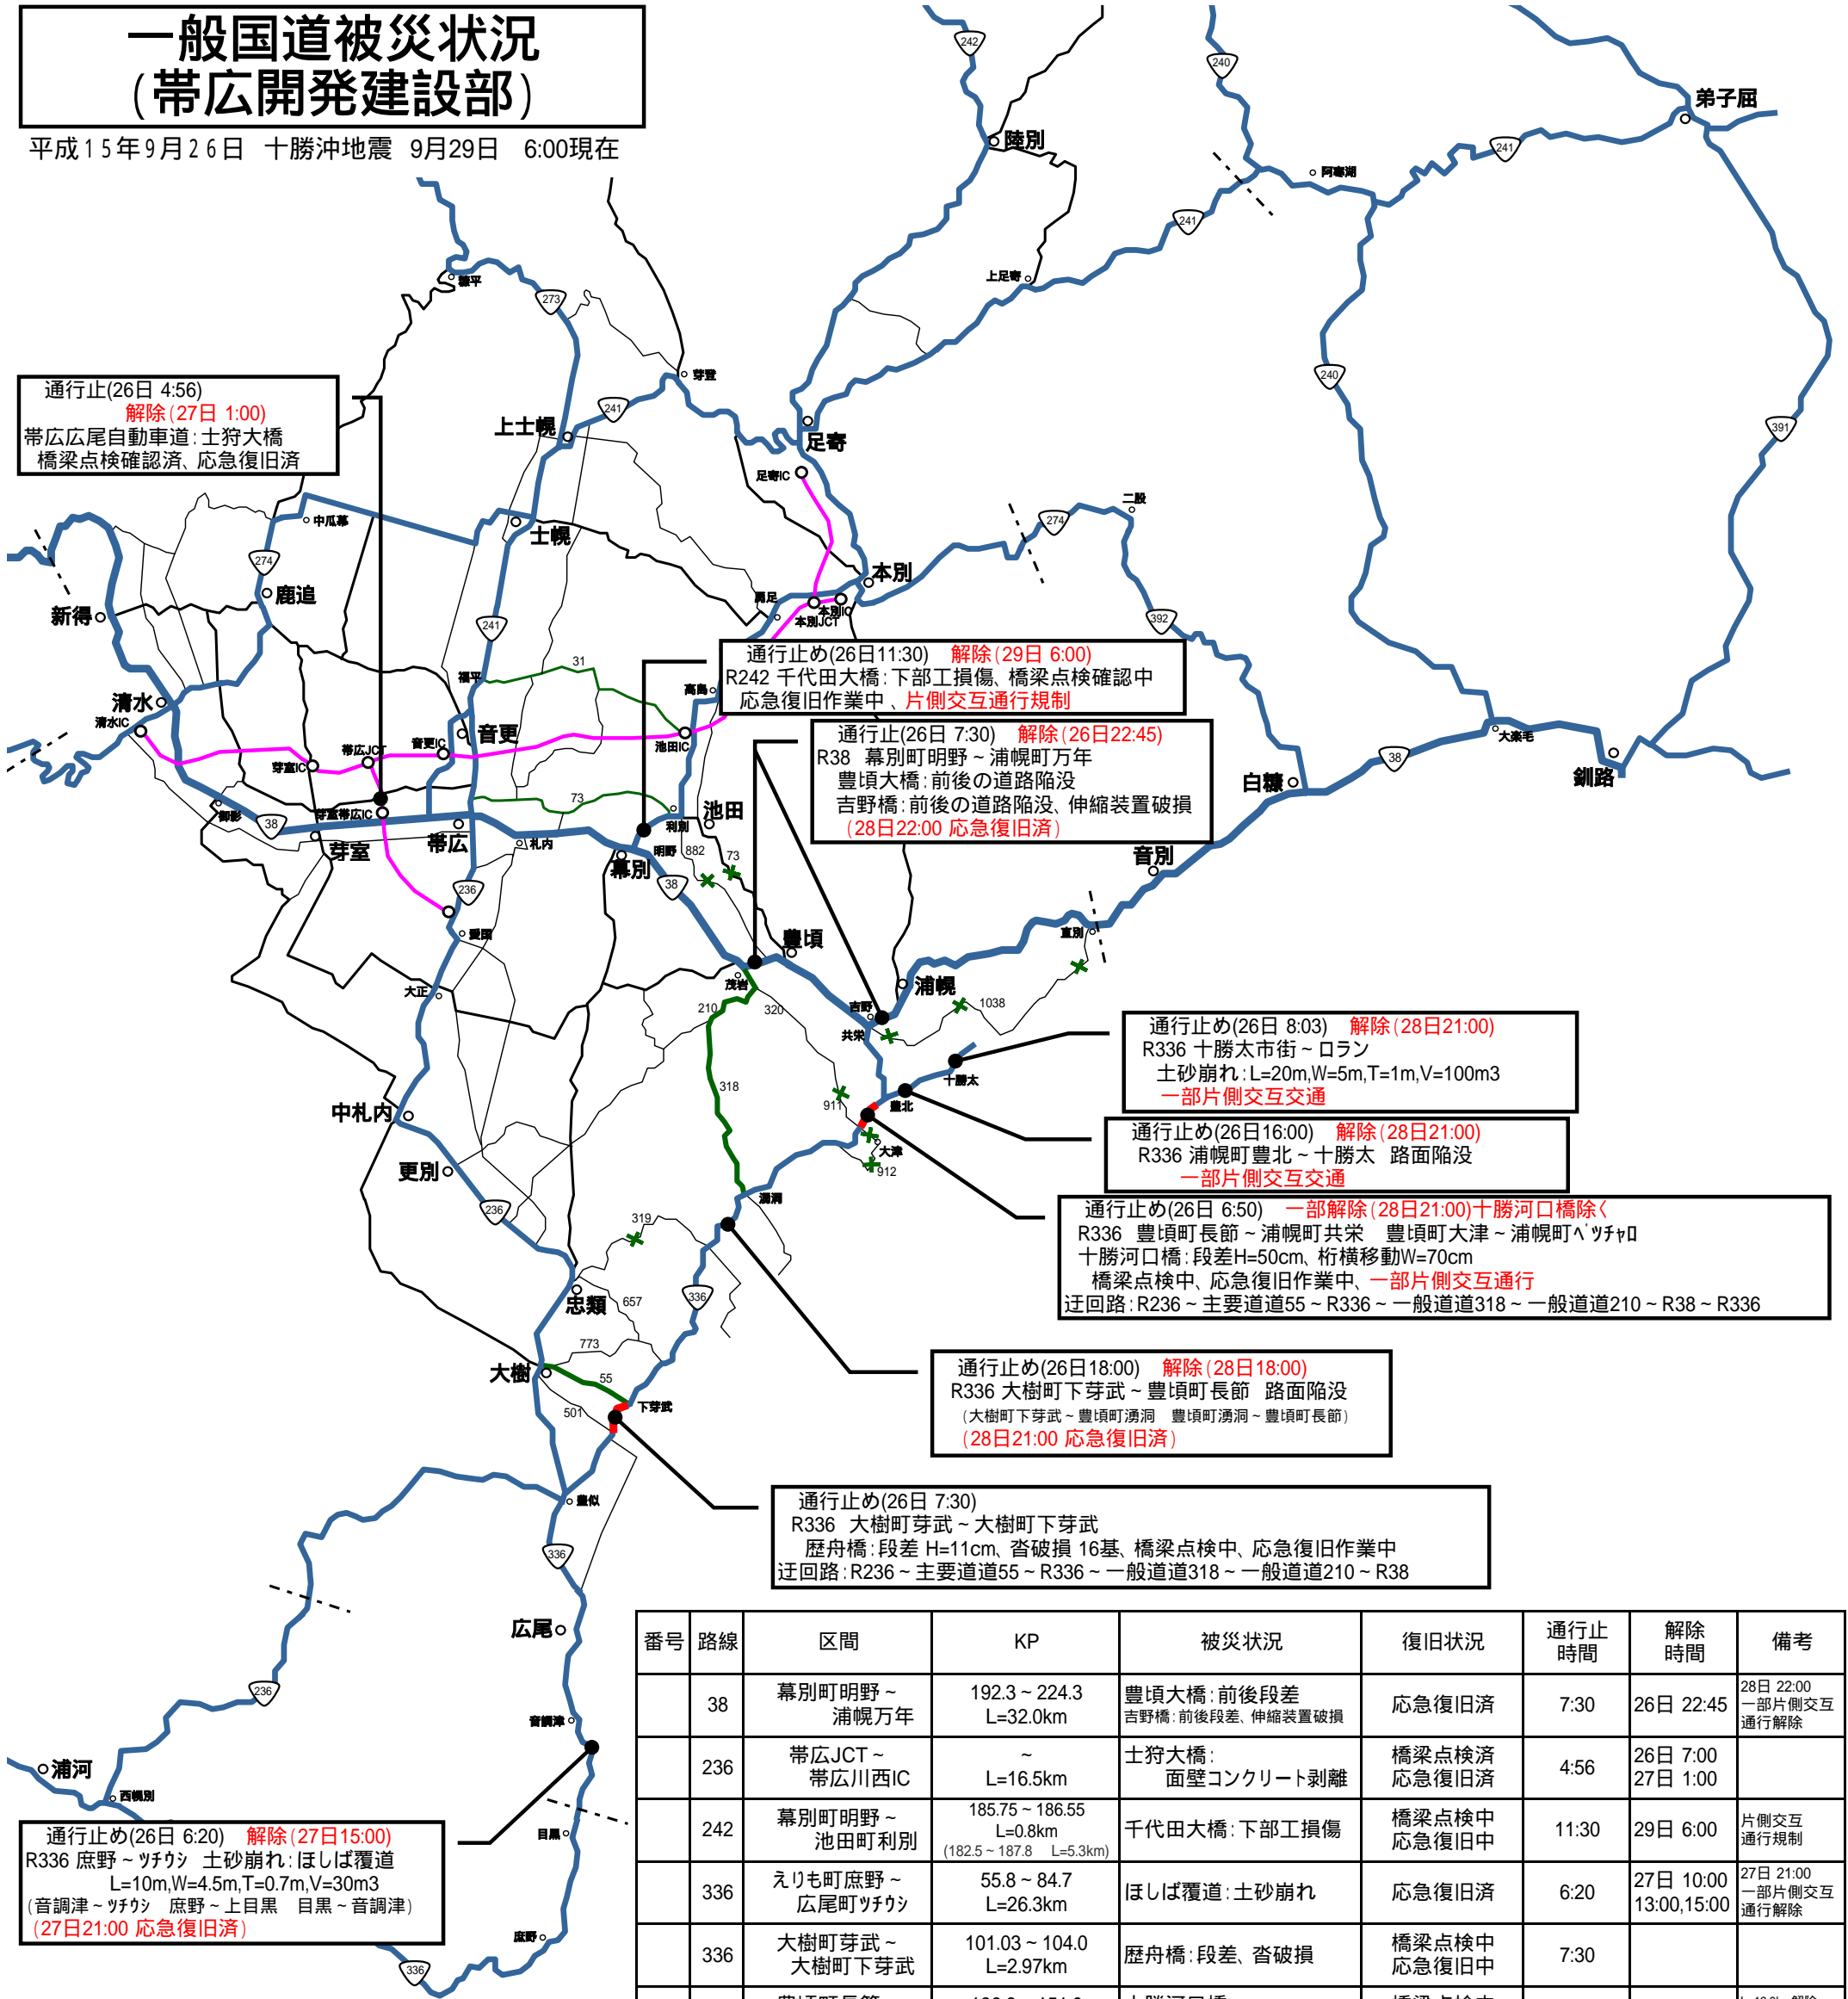 一般国道被災状況
(帯広開発建設部)
平成15年9月26日 十勝沖地震 9月29日 6:00現在
242
240
弟子屈
陸別
241
阿寒湖
241
上足寄
糠平
273
芽登
240
391
通行止(26日 4:56)
解除(27日 1:00)
帯広広尾自動車道:士狩大橋
橋梁点検確認済、応急復旧済
上士幌
241
足寄
足寄IC
二股
274
中瓜幕
士幌
274
鹿追
本別
新得
勇足
本別IC
本別JCT
392
241
通行止め(26日11:30) 解除(29日 6:00)
R242 千代田大橋:下部工損傷、橋梁点検確認中
応急復旧作業中、片側交互通行規制
31
福平
高島
清水
清水IC
音更IC
音更
池田IC
帯広JCT
芽室IC
大楽毛
38
釧路
白糠
通行止(26日 7:30) 解除(26日22:45)
R38 幕別町明野~浦幌町万年
豊頃大橋:前後の道路陥没
吉野橋:前後の道路陥没、伸縮装置破損
(28日22:00 応急復旧済)
73
御影
38
芽室帯広IC
利別
池田
芽室
帯広
札内
明野
882
73
幕別
38
音別
236
愛国
豊頃
直別
茂岩
大正
浦幌
210
320
吉野
共栄
1038
通行止め(26日 8:03) 解除(28日21:00)
R336 十勝太市街~ロラン
土砂崩れ:L=20m,W=5m,T=1m,V=100m3
一部片側交互交通
318
十勝太
911
豊北
中札内
大津
912
通行止め(26日16:00) 解除(28日21:00)
R336 浦幌町豊北~十勝太 路面陥没
一部片側交互交通
更別
湧洞
236
319
通行止め(26日 6:50) 一部解除(28日21:00)十勝河口橋除く
R336 豊頃町長節~浦幌町共栄 豊頃町大津~浦幌町ベッチャロ
十勝河口橋:段差H=50cm、桁横移動W=70cm
橋梁点検中、応急復旧作業中、一部片側交互通行
迂回路:R236~主要道道55~R336~一般道道318~一般道道210~R38~R336
忠類
657
336
773
大樹
55
501
下芽武
通行止め(26日18:00) 解除(28日18:00)
R336 大樹町下芽武~豊頃町長節 路面陥没
(大樹町下芽武~豊頃町湧洞 豊頃町湧洞~豊頃町長節)
(28日21:00 応急復旧済)
豊似
通行止め(26日 7:30)
R336 大樹町芽武~大樹町下芽武
歴舟橋:段差 H=11cm、沓破損 16基、橋梁点検中、応急復旧作業中
迂回路:R236~主要道道55~R336~一般道道318~一般道道210~R38
336
広尾
236
音調津
浦河
西幌別
目黒
通行止め(26日 6:20) 解除(27日15:00)
R336 庶野~ツチウシ 土砂崩れ:ほしば覆道
L=10m,W=4.5m,T=0.7m,V=30m3
(音調津~ツチウシ 庶野~上目黒 目黒~音調津)
(27日21:00 応急復旧済)
庶野
336
番号 路線 区間 KP 被災状況 復旧状況 通行止時間 解除時間 備考
38 幕別町明野~浦幌万年 192.3~224.3 L=32.0km 豊頃大橋:前後段差 吉野橋:前後段差、伸縮装置破損 応急復旧済 7:30 26日 22:45 28日 22:00 一部片側交互通行解除
236 帯広JCT~帯広川西IC ~ L=16.5km 士狩大橋:面壁コンクリート剥離 橋梁点検済 応急復旧済 4:56 26日 7:00 27日 1:00
242 幕別町明野~池田町利別 185.75~186.55 L=0.8km (182.5~187.8 L=5.3km) 千代田大橋:下部工損傷 橋梁点検中 応急復旧中 11:30 29日 6:00 片側交互通行規制
336 えりも町庶野~広尾町ツチウシ 55.8~84.7 L=26.3km ほしば覆道:土砂崩れ 応急復旧済 6:20 27日 10:00 13:00,15:00 27日 21:00 一部片側交互通行解除
336 大樹町芽武~大樹町下芽武 101.03~104.0 L=2.97km 歴舟橋:段差、沓破損 橋梁点検中 応急復旧中 7:30